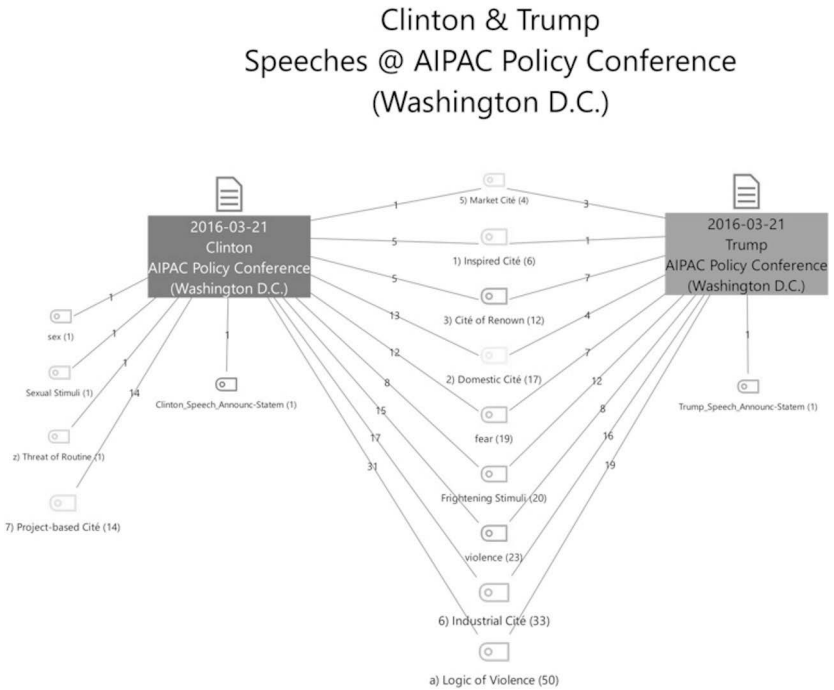 Clinton & Trump
Speeches @ AIPAC Policy Conference
(Washington D.C.)
2016-03-21
Clinton
AIPAC Policy Conference
(Washington D.C.)
2016-03-21
Trump
AIPAC Policy Conference
(Washington D.C.)
1
3
5) Market Cité (4)
5
1
1) Inspired Cité (6)
5
7
3) Cité of Renown (12)
13
4
2) Domestic Cité (17)
12
7
fear (19)
8
12
Frightening Stimuli (20)
15
8
violence (23)
17
16
6) Industrial Cité (33)
31
19
a) Logic of Violence (50)
1
sex (1)
1
Sexual Stimuli (1)
1
z) Threat of Routine (1)
14
7) Project-based Cité (14)
1
Clinton_Speech_Announc-Statem (1)
1
Trump_Speech_Announc-Statem (1)